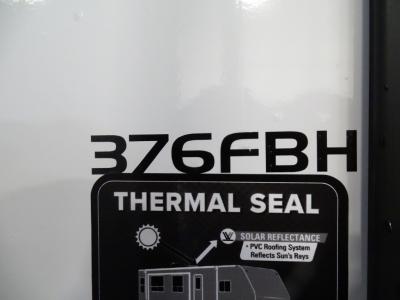 376FBH
THERMAL SEAL
SOLAR REFLECTANCE
• PVC Roofing System
Reflects Sun's Rays